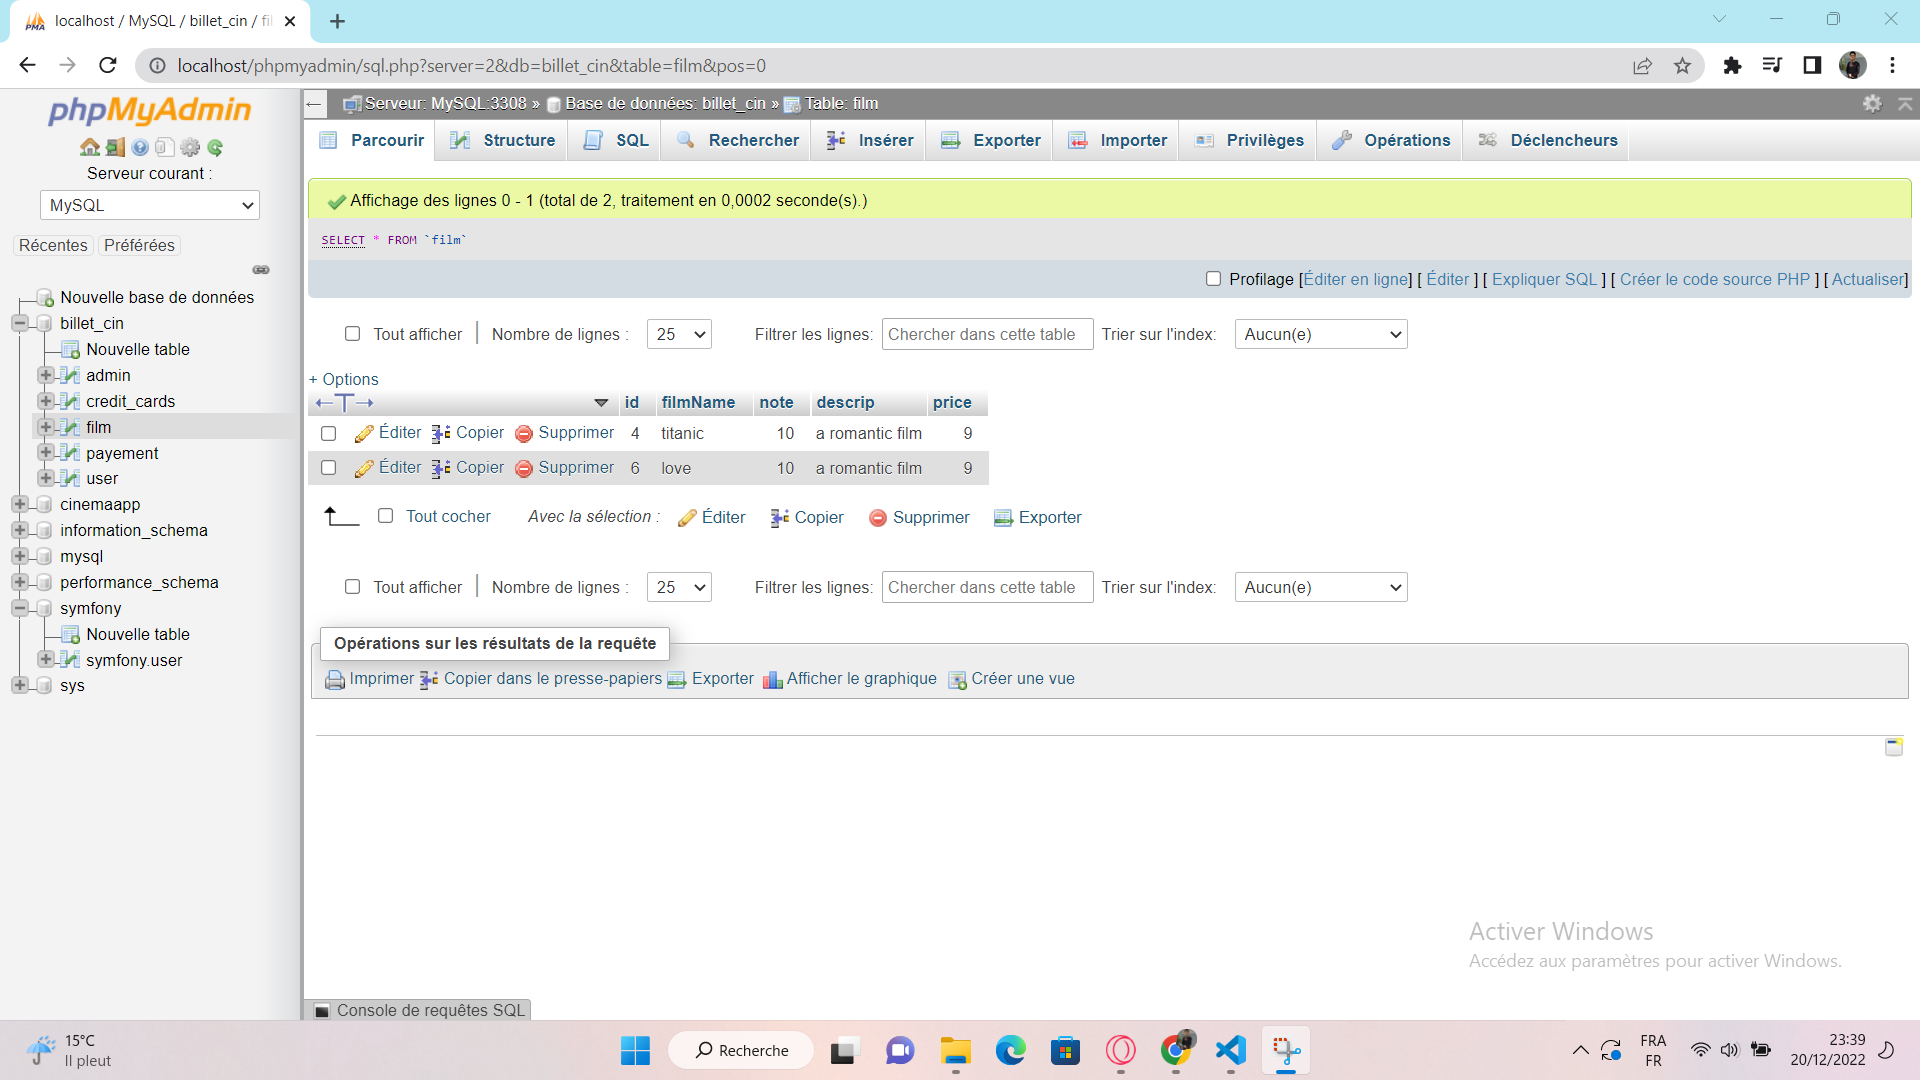 localhost / MySQL / billet_cin / fil
localhost/phpmyadmin/sql.php?server=2&db=billet_cin&table=film&pos=0
phpMyAdmin
Serveur courant :
MySQL
Récentes Préférées
Nouvelle base de données
billet_cin
Nouvelle table
admin
credit_cards
film
payement
user
cinemaapp
information_schema
mysql
performance_schema
symfony
Nouvelle table
symfony.user
sys
Serveur: MySQL:3308 » Base de données: billet_cin » Table: film
Parcourir Structure SQL Rechercher Insérer Exporter Importer Privilèges Opérations Déclencheurs
Affichage des lignes 0 - 1 (total de 2, traitement en 0,0002 seconde(s).)
SELECT * FROM `film`
Profilage [Éditer en ligne] [ Éditer ] [ Expliquer SQL ] [ Créer le code source PHP ] [ Actualiser]
Tout afficher | Nombre de lignes : 25 Filtrer les lignes: Chercher dans cette table Trier sur l'index: Aucun(e)
+ Options
←T→ id filmName note descrip price
Éditer Copier Supprimer 4 titanic 10 a romantic film 9
Éditer Copier Supprimer 6 love 10 a romantic film 9
Tout cocher Avec la sélection : Éditer Copier Supprimer Exporter
Tout afficher | Nombre de lignes : 25 Filtrer les lignes: Chercher dans cette table Trier sur l'index: Aucun(e)
Opérations sur les résultats de la requête
Imprimer Copier dans le presse-papiers Exporter Afficher le graphique Créer une vue
Activer Windows
Accédez aux paramètres pour activer Windows.
Console de requêtes SQL
15°C
Il pleut
Recherche
FRA
FR
23:39
20/12/2022